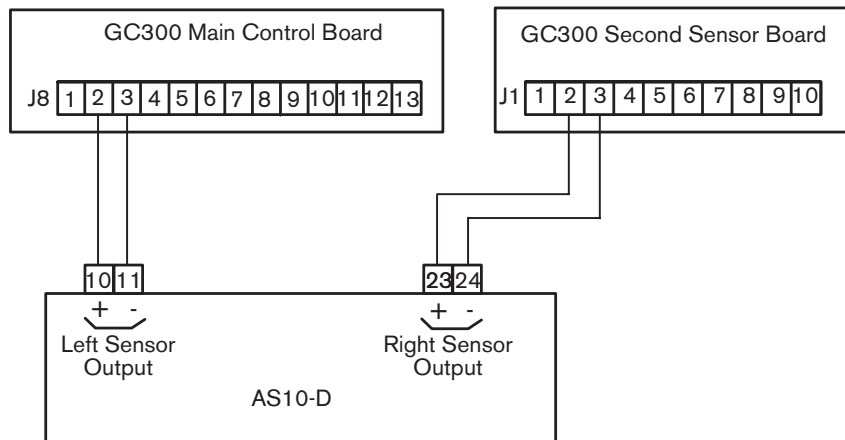 GC300 Main Control Board
J8 1 2 3 4 5 6 7 8 9 10 11 12 13
GC300 Second Sensor Board
J1 1 2 3 4 5 6 7 8 9 10
10 11
+ -
Left Sensor
Output
23 24
+ -
Right Sensor
Output
AS10-D